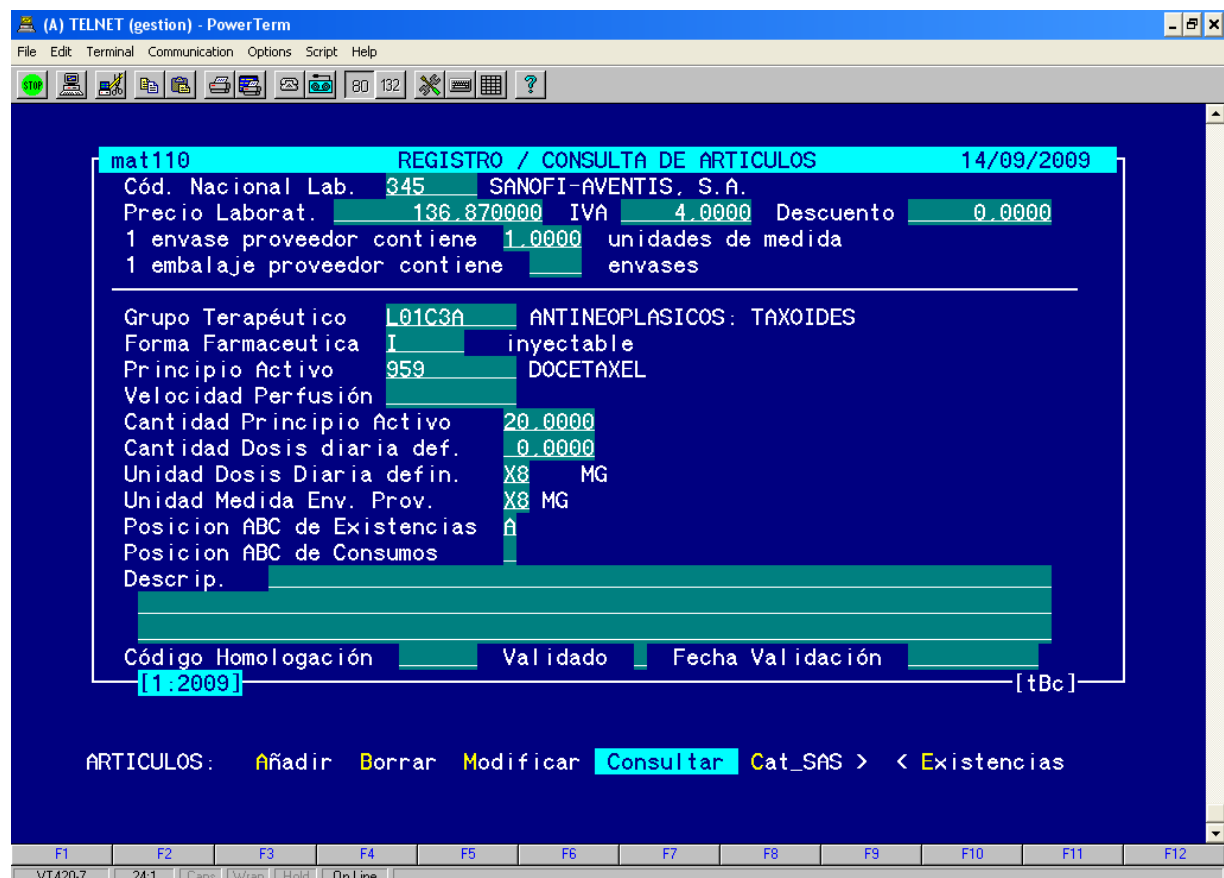 (A) TELNET (gestion) - PowerTerm
File Edit Terminal Communication Options Script Help
STOP 80 132 ?
mat110 REGISTRO / CONSULTA DE ARTICULOS 14/09/2009
Cód. Nacional Lab. 345 SANOFI-AVENTIS, S.A.
Precio Laborat. 136.870000 IVA 4.0000 Descuento 0.0000
1 envase proveedor contiene 1.0000 unidades de medida
1 embalaje proveedor contiene envases
Grupo Terapéutico L01C3A ANTINEOPLASICOS: TAXOIDES
Forma Farmaceutica I inyectable
Principio Activo 959 DOCETAXEL
Velocidad Perfusión
Cantidad Principio Activo 20.0000
Cantidad Dosis diaria def. 0.0000
Unidad Dosis Diaria defin. X8 MG
Unidad Medida Env. Prov. X8 MG
Posicion ABC de Existencias A
Posicion ABC de Consumos
Descrip.
Código Homologación Validado Fecha Validación
[1:2009] [tBc]
ARTICULOS: Añadir Borrar Modificar Consultar Cat_SAS > < Existencias
F1 F2 F3 F4 F5 F6 F7 F8 F9 F10 F11 F12
VT420-7 24:1 Caps Wrap Hold On Line